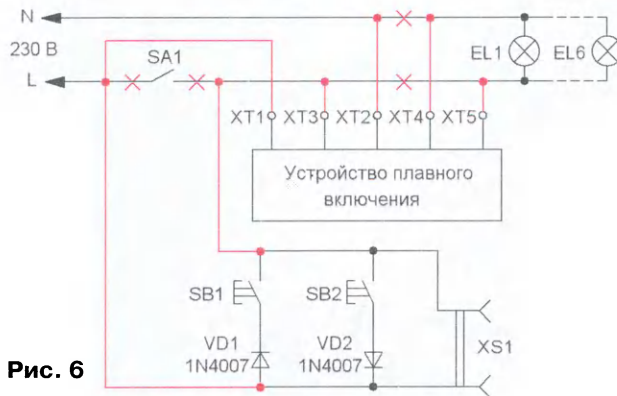 N
230 В
SA1
L
EL1
EL6
XT1
XT3
XT2
XT4
XT5
Устройство плавного
включения
SB1
SB2
VD1
1N4007
VD2
1N4007
XS1
Рис. 6